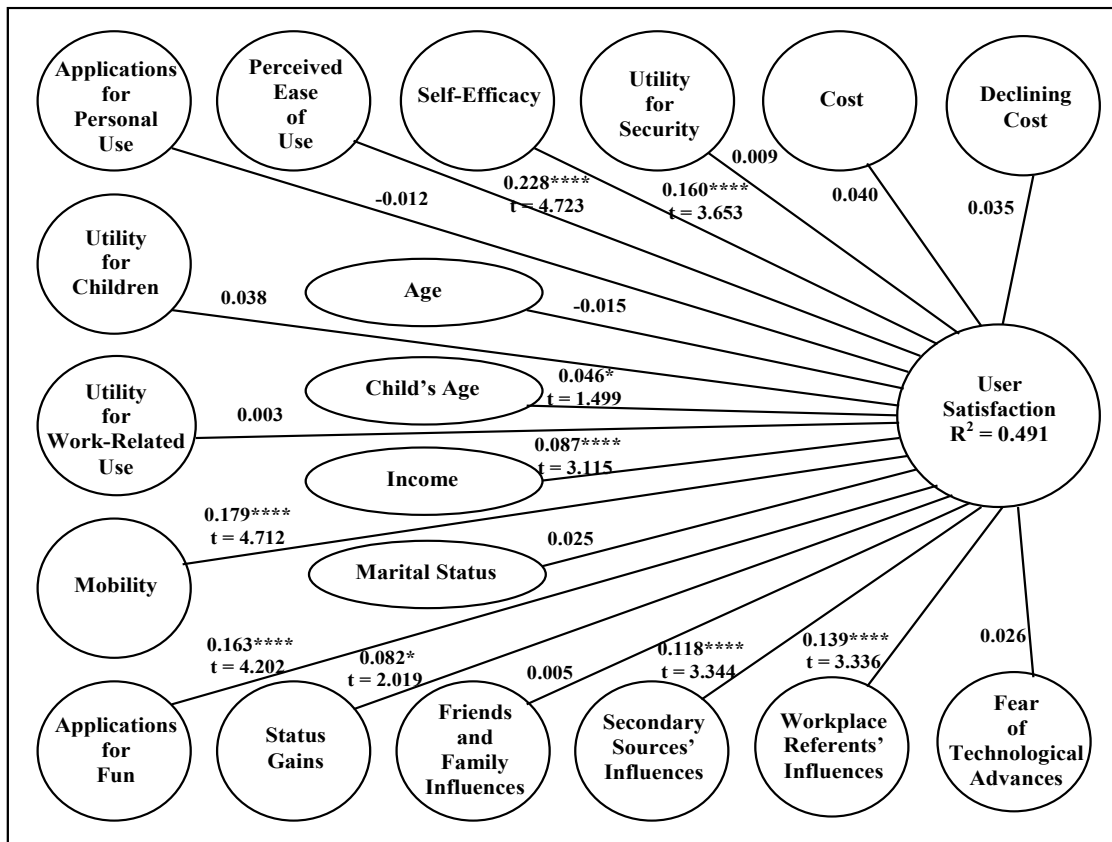 Applications
for
Personal
Use
Perceived
Ease
of
Use
Self-Efficacy
Utility
for
Security
Cost
Declining
Cost
-0.012
0.228****
t = 4.723
0.160****
t = 3.653
0.009
0.040
0.035
Utility
for
Children
0.038
Age
-0.015
Utility
for
Work-Related
Use
0.003
Child's Age
0.046*
t = 1.499
User
Satisfaction
R² = 0.491
Income
0.087****
t = 3.115
Mobility
0.179****
t = 4.712
Marital Status
0.025
0.163****
t = 4.202
0.082*
t = 2.019
0.005
0.118****
t = 3.344
0.139****
t = 3.336
0.026
Applications
for
Fun
Status
Gains
Friends
and
Family
Influences
Secondary
Sources'
Influences
Workplace
Referents'
Influences
Fear
of
Technological
Advances